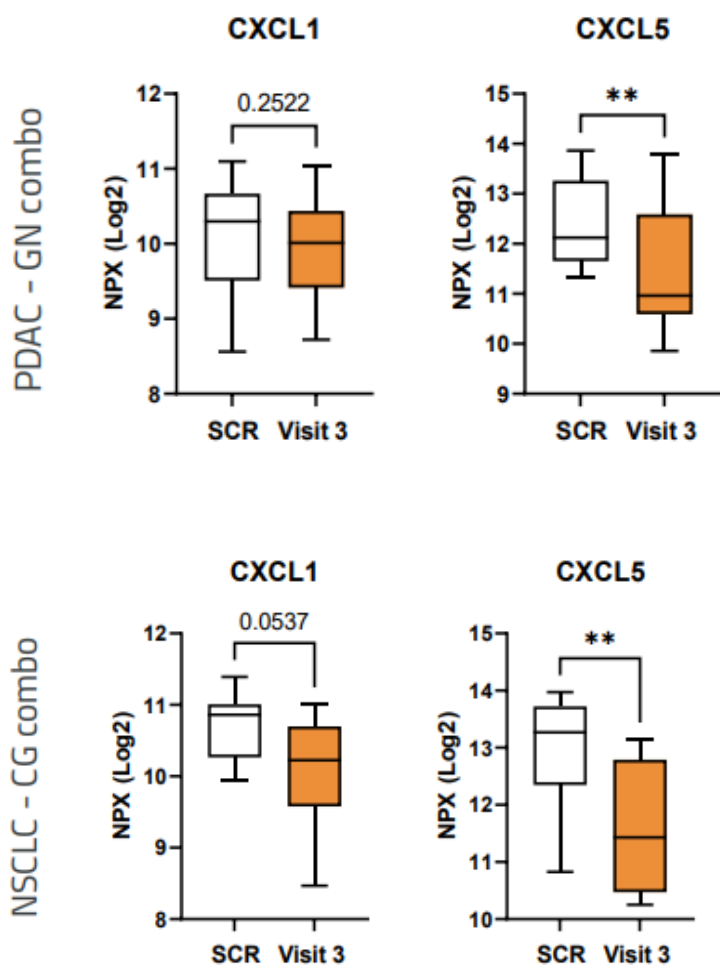 CXCL1
CXCL5
PDAC - GN combo
NPX (Log2)
12
11
10
9
8
0.2522
SCR Visit 3
NPX (Log2)
15
14
13
12
11
10
9
**
SCR Visit 3
CXCL1
CXCL5
NSCLC - CG combo
NPX (Log2)
12
11
10
9
8
0.0537
SCR Visit 3
NPX (Log2)
15
14
13
12
11
10
**
SCR Visit 3